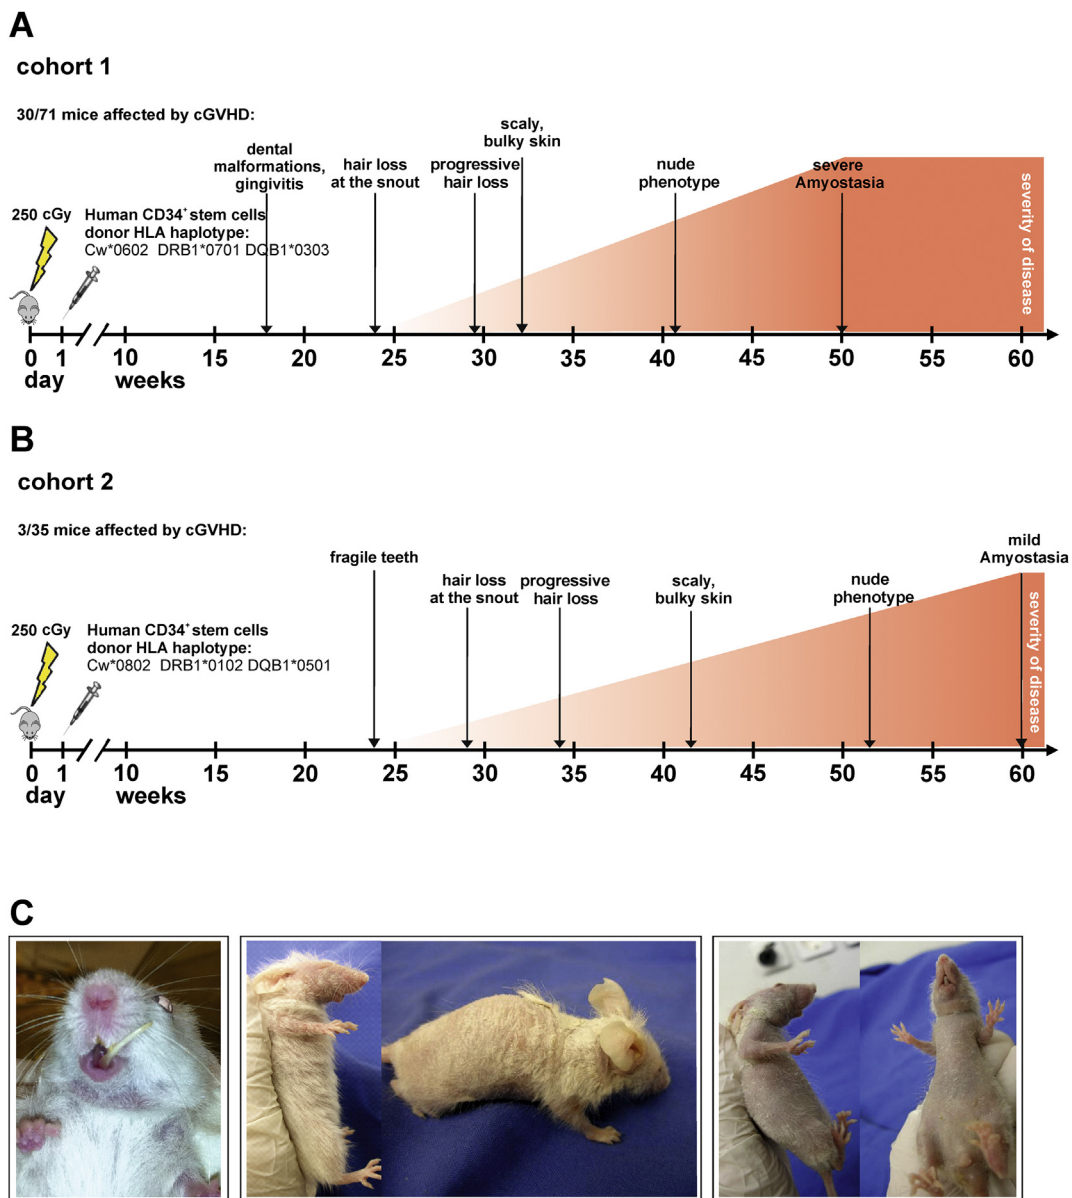 A
cohort 1
30/71 mice affected by cGVHD:
dental
malformations,
gingivitis
hair loss
at the snout
progressive
hair loss
scaly,
bulky skin
nude
phenotype
severe
Amyostasia
severity of disease
250 cGy
Human CD34+ stem cells
donor HLA haplotype:
Cw*0602 DRB1*0701 DQB1*0303
0 1 10 15 20 25 30 35 40 45 50 55 60
day weeks
B
cohort 2
3/35 mice affected by cGVHD:
fragile teeth
hair loss
at the snout
progressive
hair loss
scaly,
bulky skin
nude
phenotype
mild
Amyostasia
severity of disease
250 cGy
Human CD34+ stem cells
donor HLA haplotype:
Cw*0802 DRB1*0102 DQB1*0501
0 1 10 15 20 25 30 35 40 45 50 55 60
day weeks
C